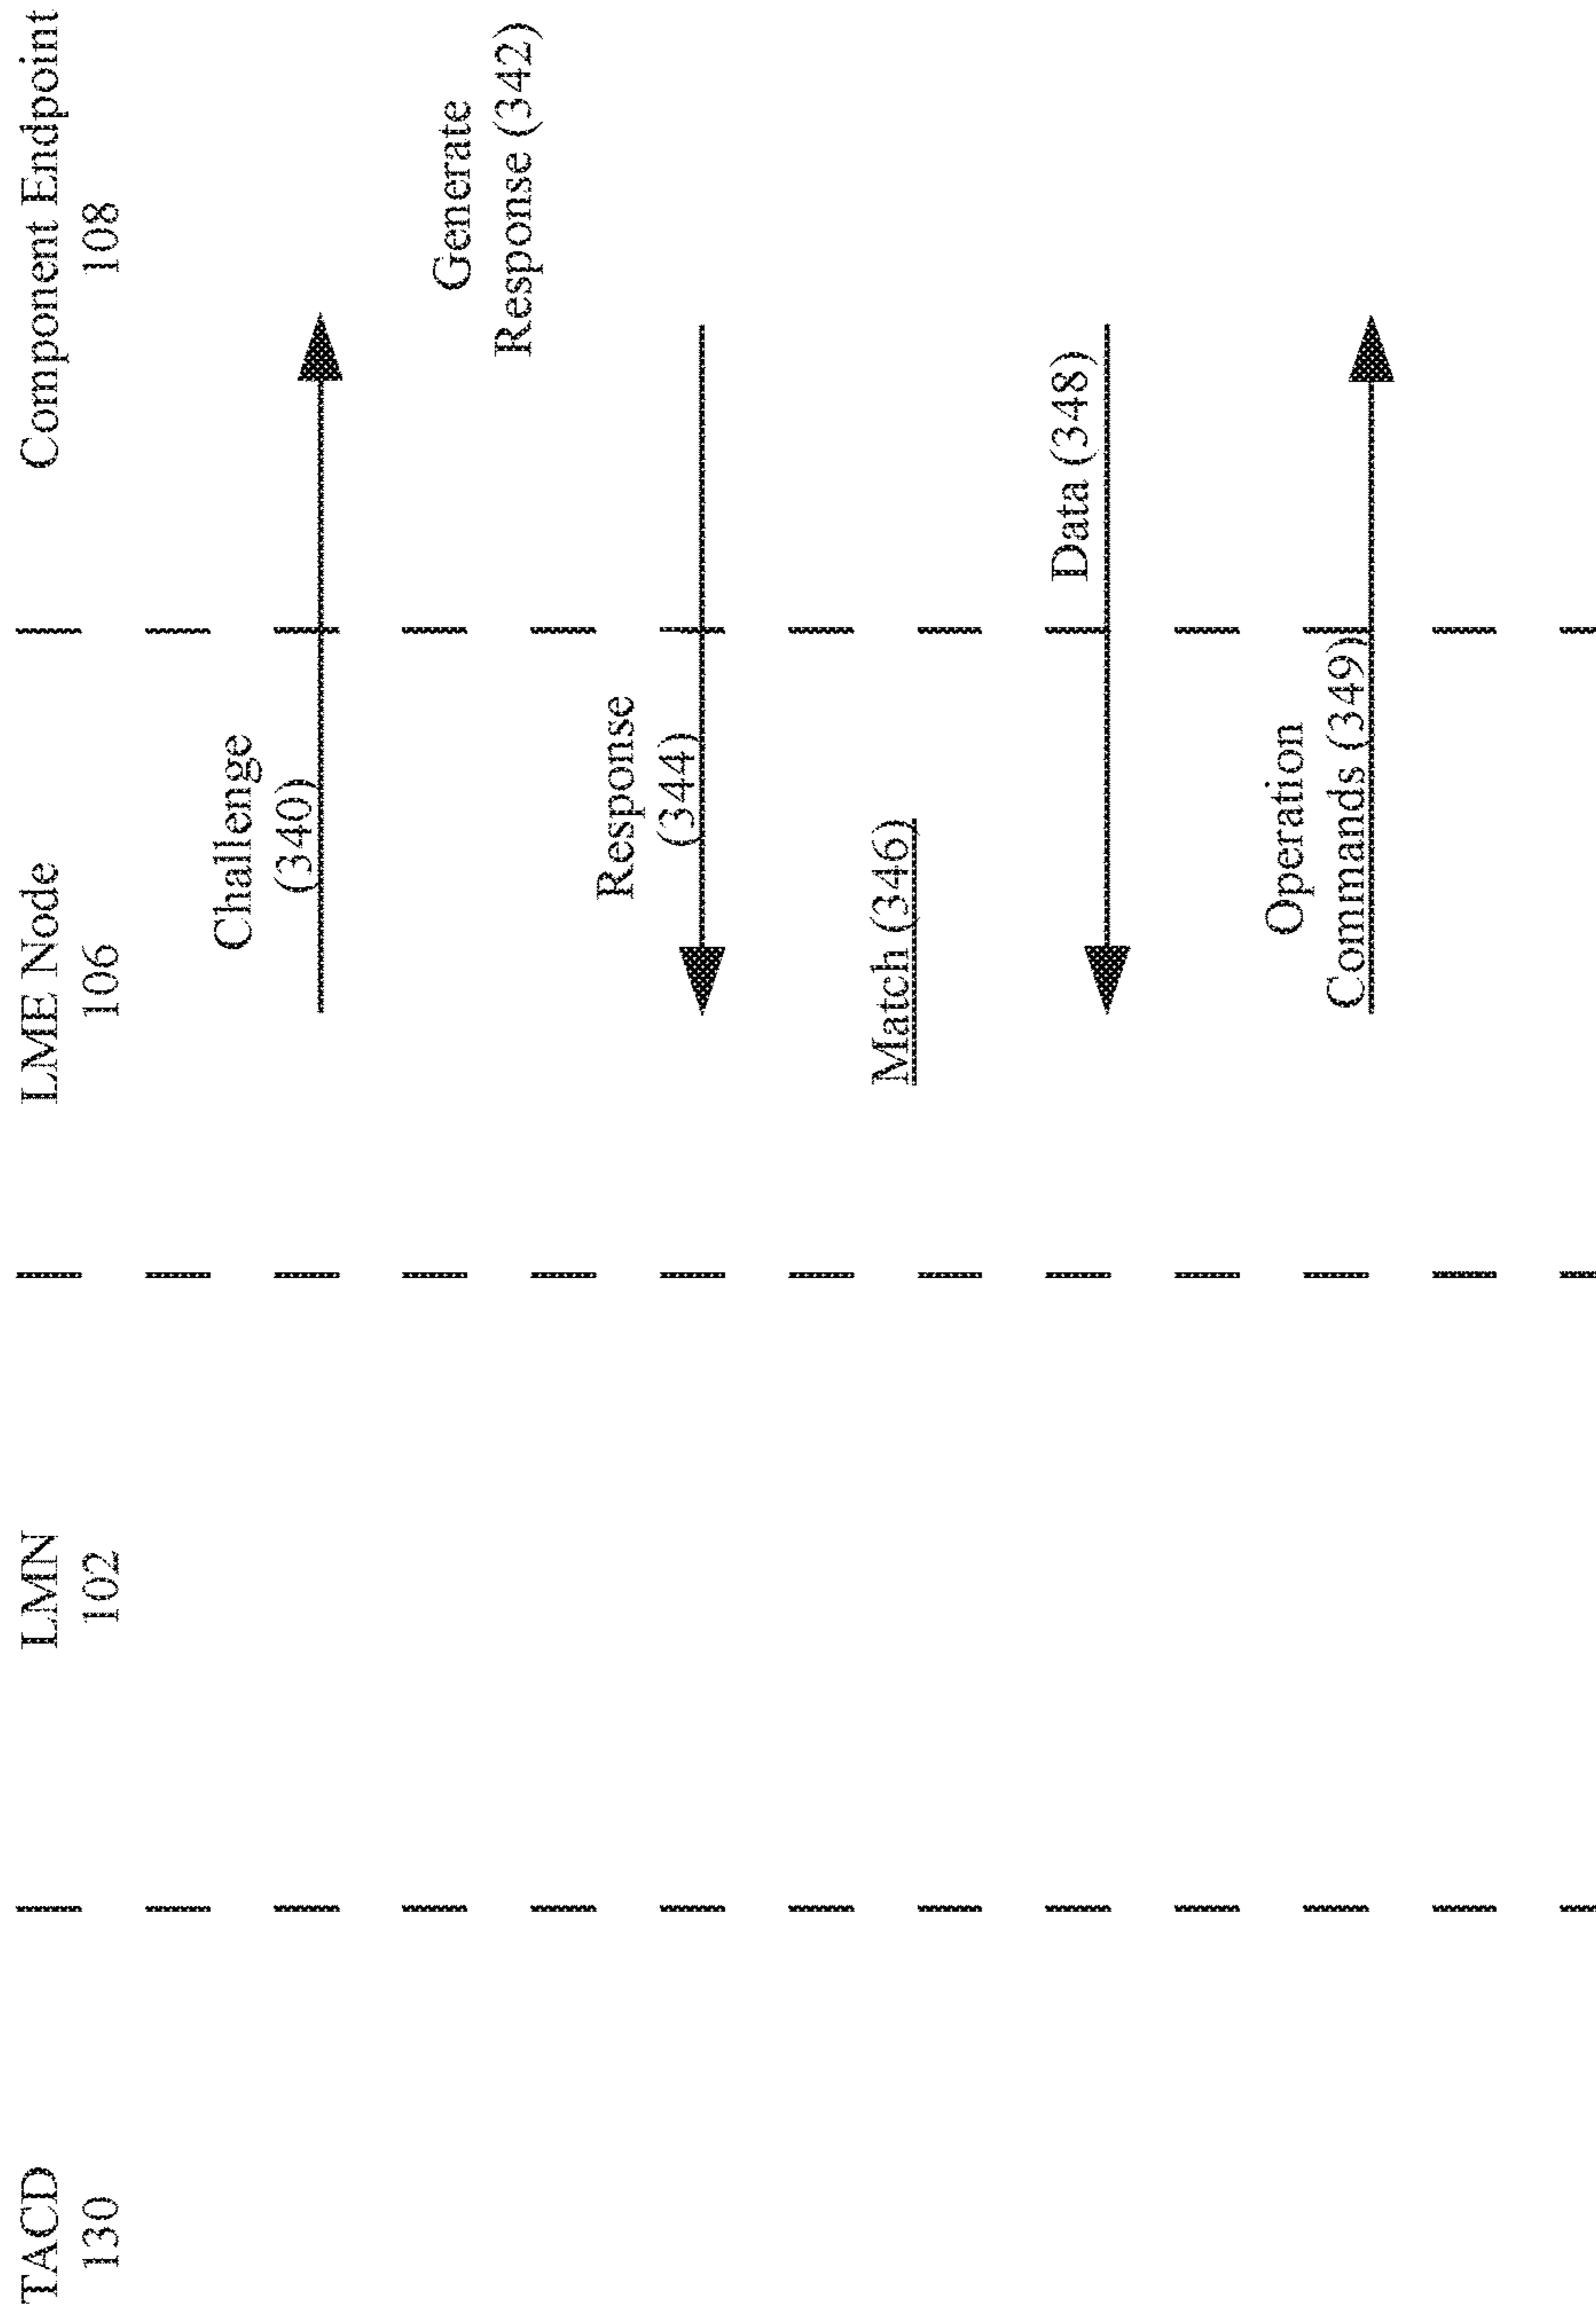 TACD
130
LMN
102
LME Node
106
Component Endpoint
108
Challenge
(340)
Generate
Response (342)
Response
(344)
Match (346)
Data (348)
Operation
Commands (349)